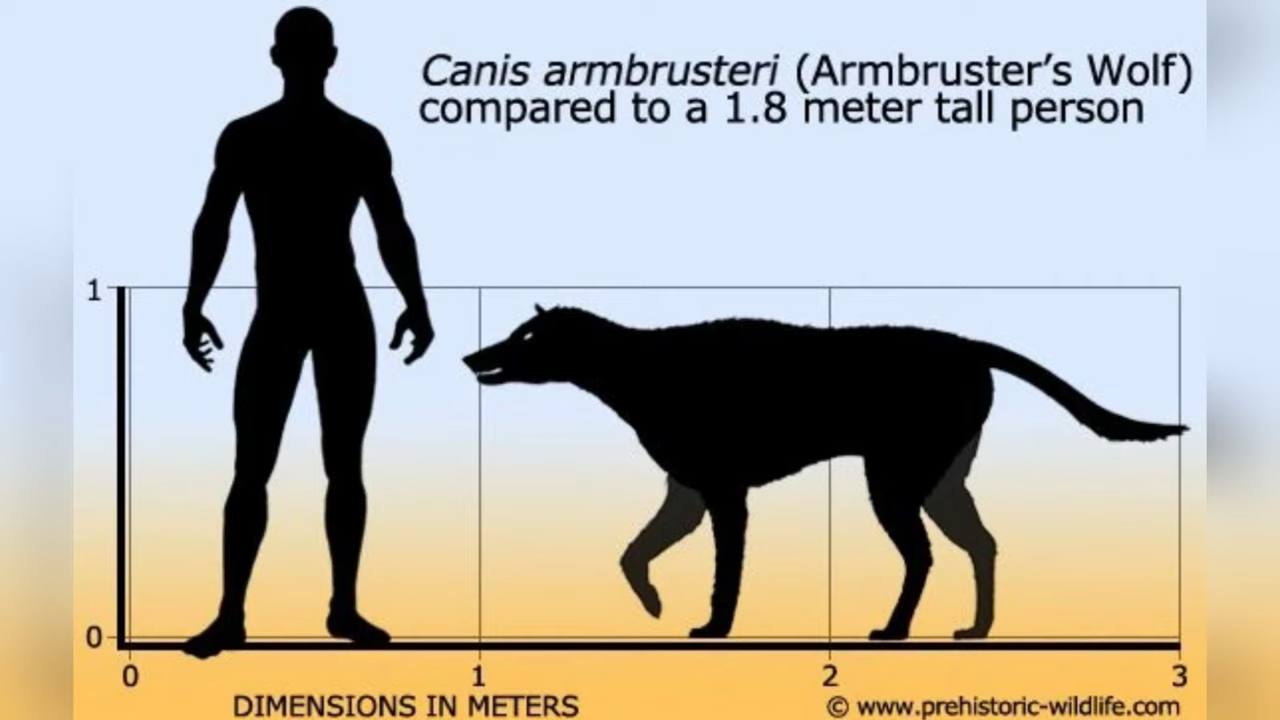 Canis armbrusteri (Armbruster's Wolf)
compared to a 1.8 meter tall person
1
0
0 1 2 3
DIMENSIONS IN METERS © www.prehistoric-wildlife.com